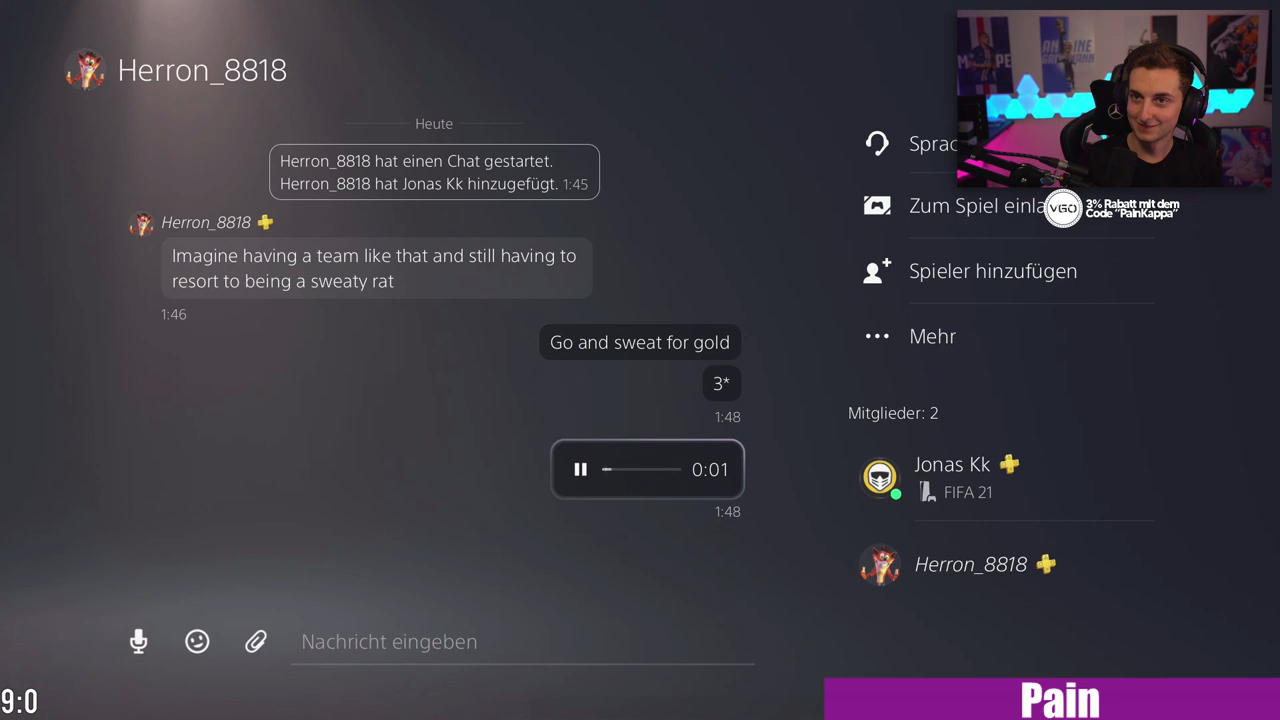 Herron_8818
Heute
Herron_8818 hat einen Chat gestartet.
Herron_8818 hat Jonas Kk hinzugefügt. 1:45
Herron_8818
Imagine having a team like that and still having to
resort to being a sweaty rat
1:46
Go and sweat for gold
3*
1:48
0:01
1:48
Nachricht eingeben
9:0
Sprac
Zum Spiel einla
VGO
3% Rabatt mit dem
Code "PainKappa"
Spieler hinzufügen
Mehr
Mitglieder: 2
Jonas Kk
FIFA 21
Herron_8818
Pain